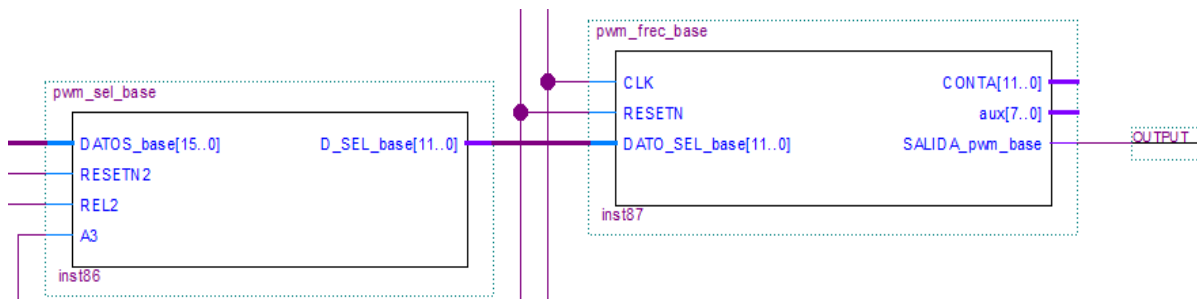 pwm_sel_base
DATOS_base[15..0] D_SEL_base[11..0]
RESETN2
REL2
A3
inst86
pwm_frec_base
CLK CONTA[11..0]
RESETN aux[7..0]
DATO_SEL_base[11..0] SALIDA_pwm_base
inst87
OUTPUT